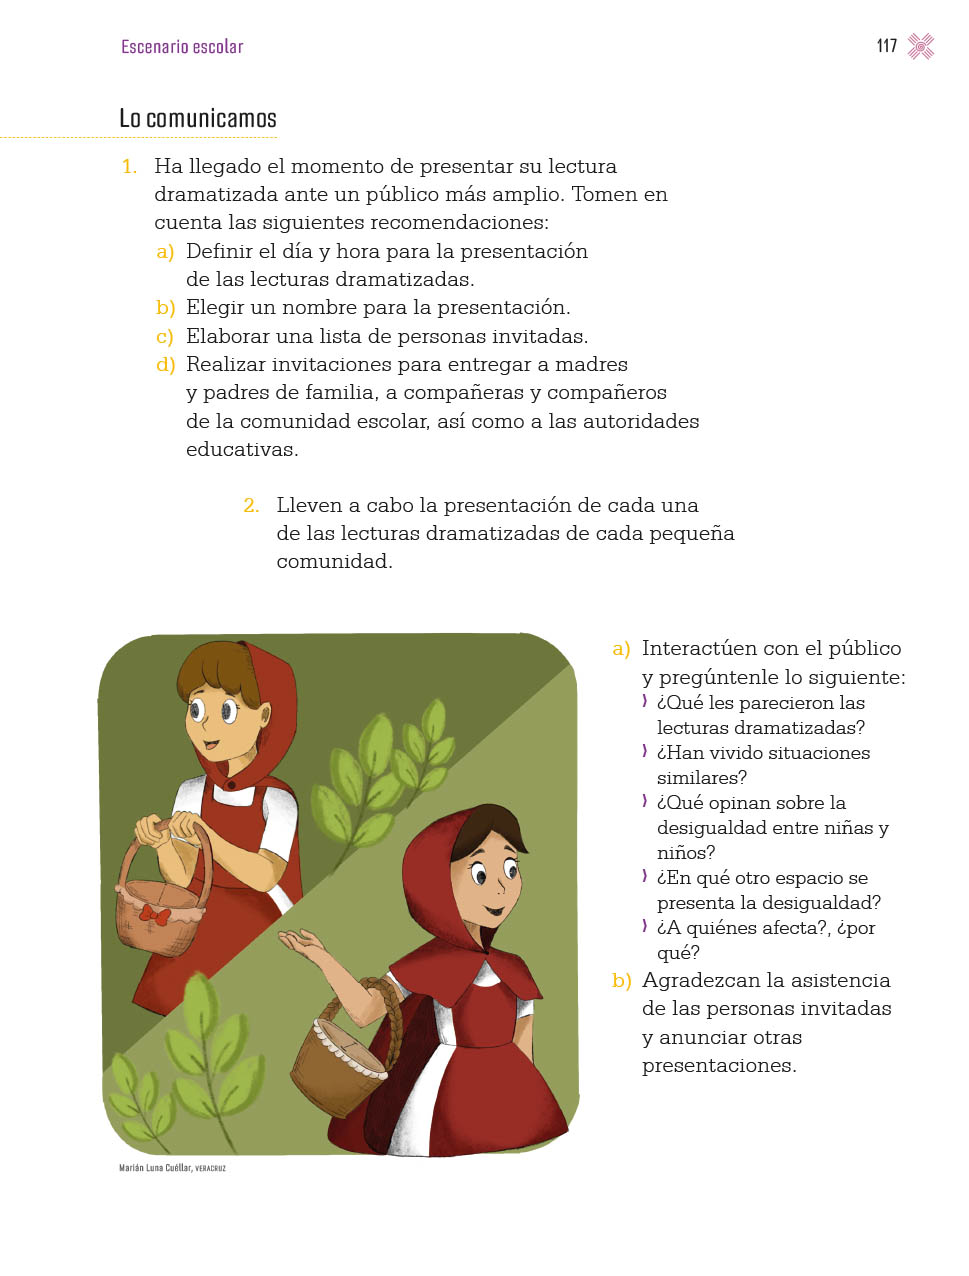 Escenario escolar
117
Lo comunicamos
1. Ha llegado el momento de presentar su lectura
dramatizada ante un público más amplio. Tomen en
cuenta las siguientes recomendaciones:
a) Definir el día y hora para la presentación
de las lecturas dramatizadas.
b) Elegir un nombre para la presentación.
c) Elaborar una lista de personas invitadas.
d) Realizar invitaciones para entregar a madres
y padres de familia, a compañeras y compañeros
de la comunidad escolar, así como a las autoridades
educativas.
2. Lleven a cabo la presentación de cada una
de las lecturas dramatizadas de cada pequeña
comunidad.
a) Interactúen con el público
y pregúntenle lo siguiente:
⟩ ¿Qué les parecieron las
lecturas dramatizadas?
⟩ ¿Han vivido situaciones
similares?
⟩ ¿Qué opinan sobre la
desigualdad entre niñas y
niños?
⟩ ¿En qué otro espacio se
presenta la desigualdad?
⟩ ¿A quiénes afecta?, ¿por
qué?
b) Agradezcan la asistencia
de las personas invitadas
y anunciar otras
presentaciones.
Marián Luna Cuéllar, VERACRUZ